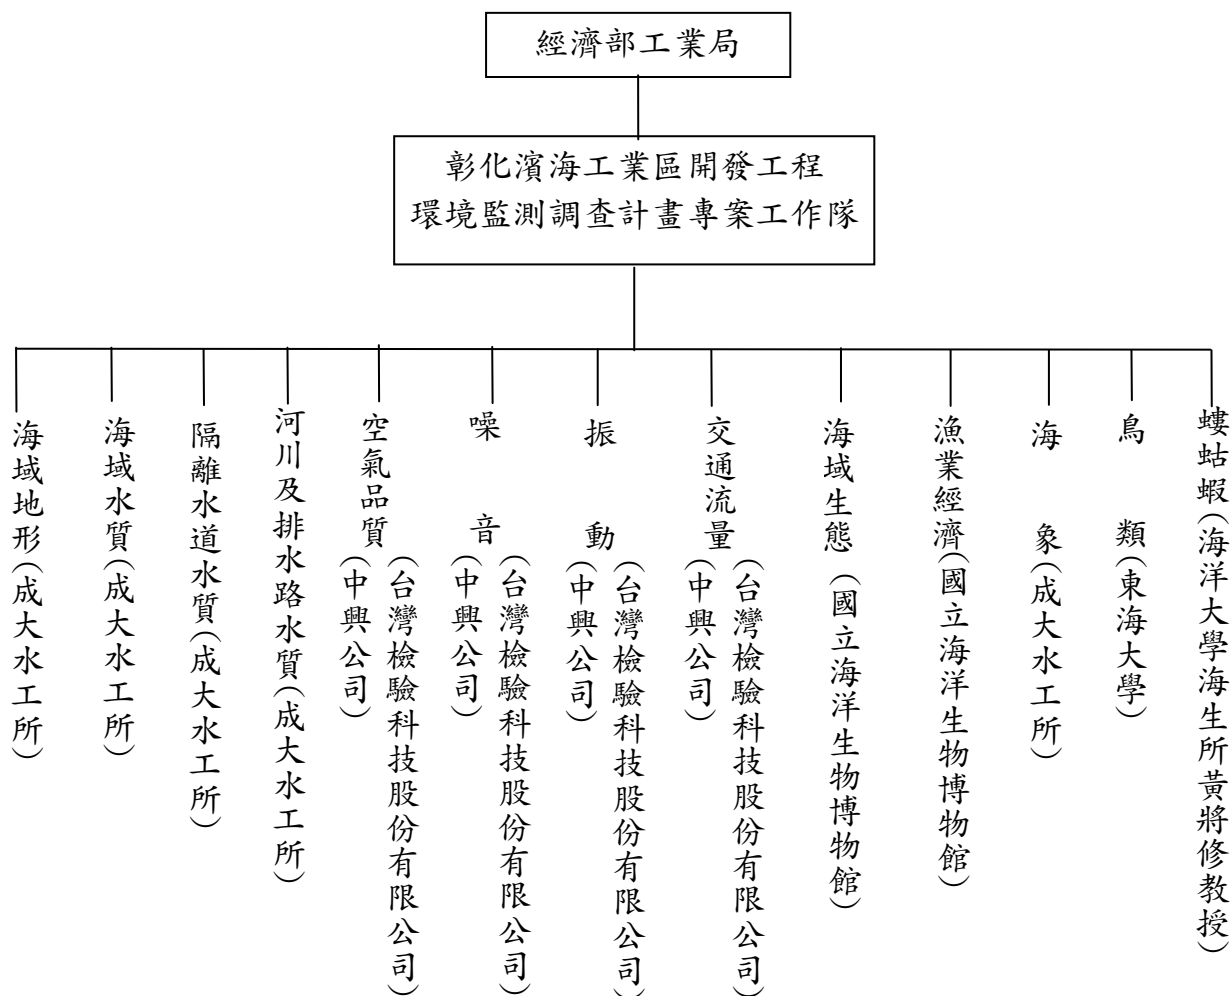 經濟部工業局
彰化濱海工業區開發工程
環境監測調查計畫專案工作隊
海域地形(成大水工所)
海域水質(成大水工所)
隔離水道水質(成大水工所)
河川及排水路水質(成大水工所)
空氣品質
(中興公司)
(台灣檢驗科技股份有限公司)
噪音
(中興公司)
(台灣檢驗科技股份有限公司)
振動
(中興公司)
(台灣檢驗科技股份有限公司)
交通流量
(中興公司)
(台灣檢驗科技股份有限公司)
海域生態(國立海洋生物博物館)
漁業經濟(國立海洋生物博物館)
海象(成大水工所)
鳥類(東海大學)
螻蛄蝦(海洋大學海生所黃將修教授)